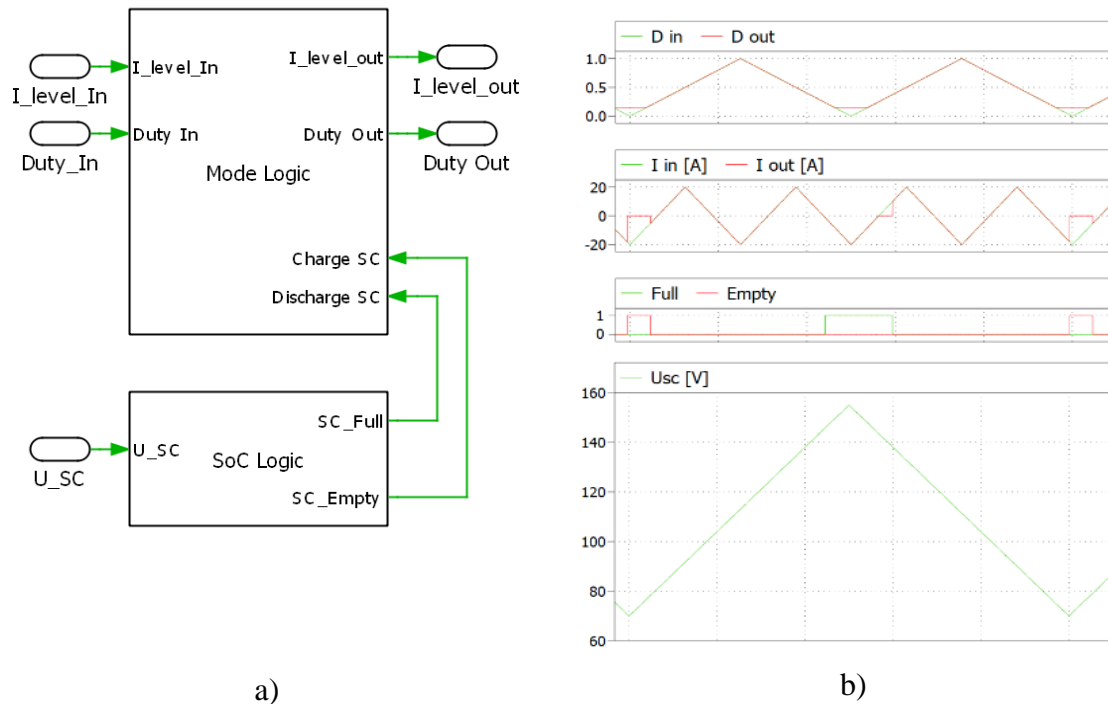 I_level_In
I_level_In
Duty In
Duty_In
I_level_out
I_level_out
Duty Out
Duty Out
Mode Logic
Charge SC
Discharge SC
SC_Full
U_SC
U_SC
SoC Logic
SC_Empty
a)
D in D out
1.0
0.5
0.0
I in [A] I out [A]
20
0
-20
Full Empty
1
0
Usc [V]
160
140
120
100
80
60
b)